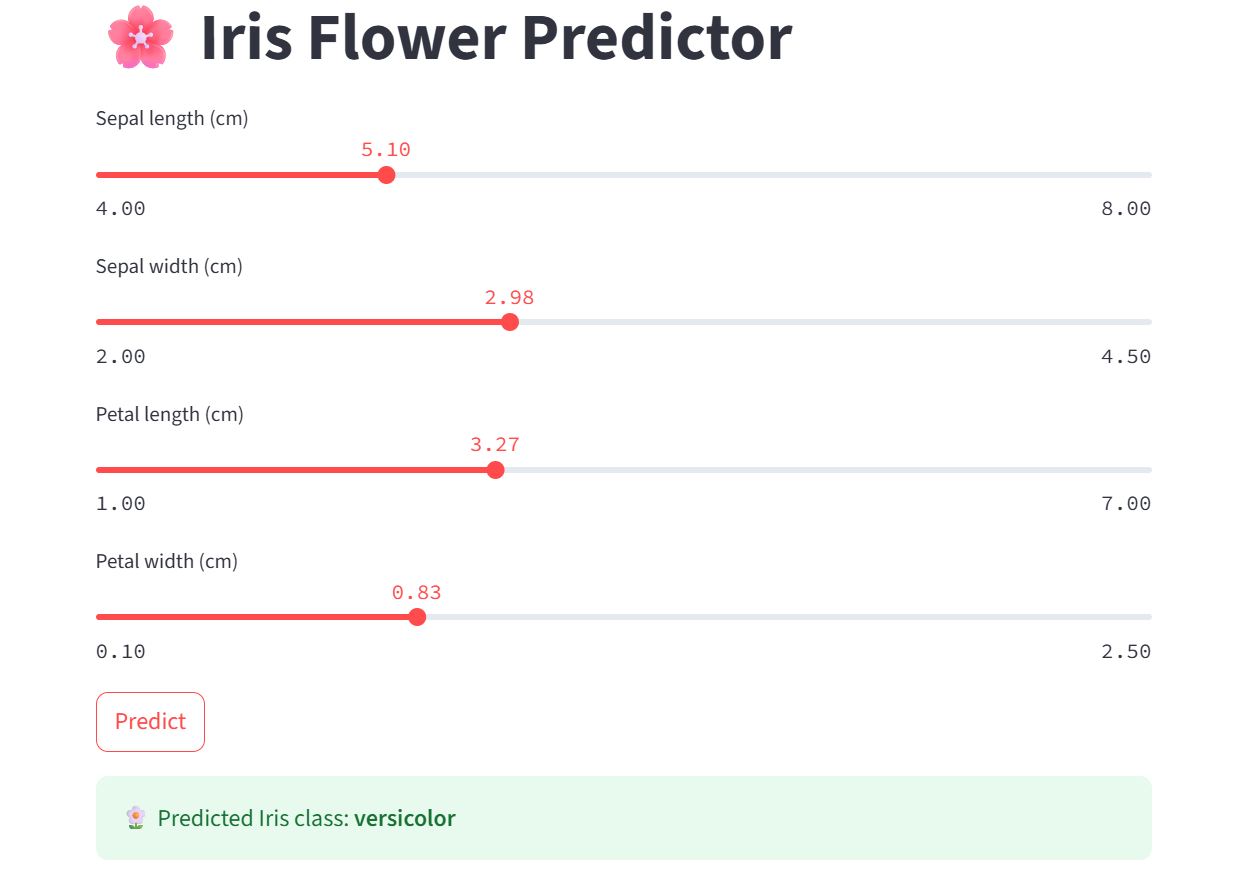 🌸 Iris Flower Predictor
Sepal length (cm)
5.10
4.00 8.00
Sepal width (cm)
2.98
2.00 4.50
Petal length (cm)
3.27
1.00 7.00
Petal width (cm)
0.83
0.10 2.50
Predict
Predicted Iris class: versicolor